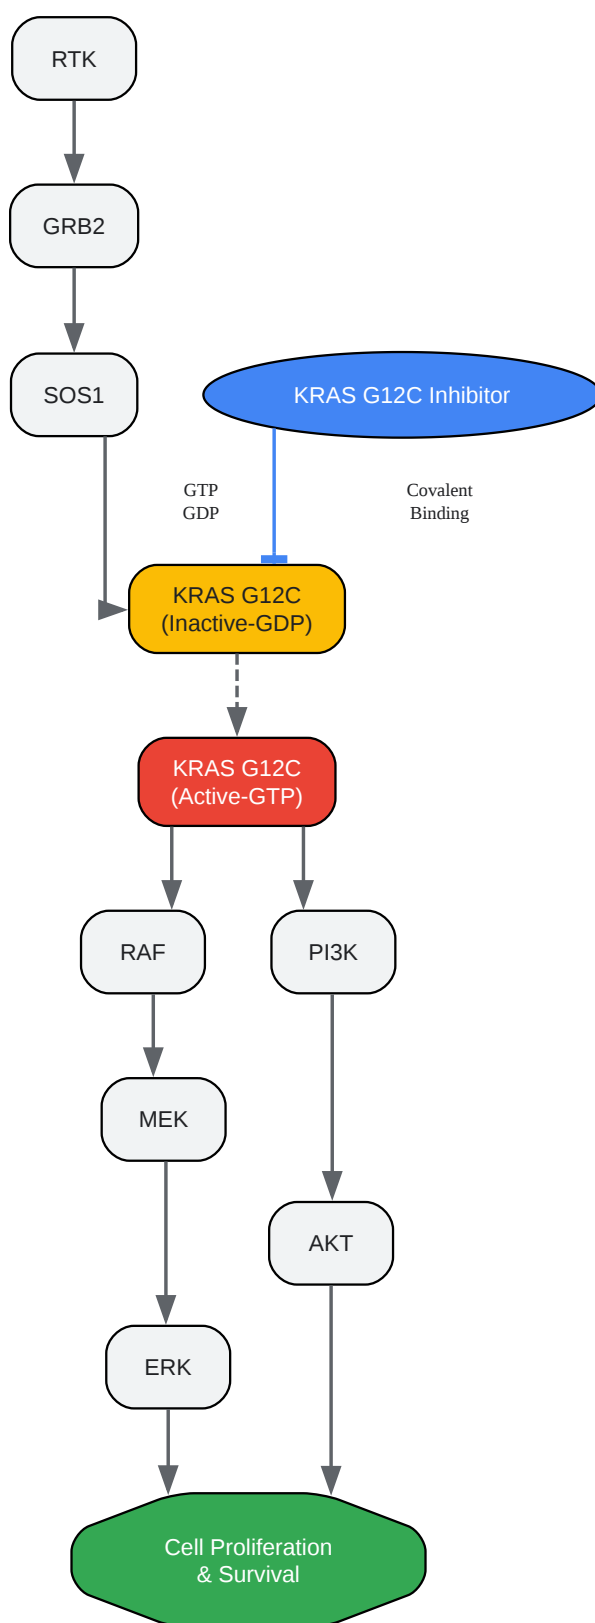 RTK
GRB2
SOS1
KRAS G12C Inhibitor
GTP
GDP
Covalent
Binding
KRAS G12C
(Inactive-GDP)
KRAS G12C
(Active-GTP)
RAF
PI3K
MEK
AKT
ERK
Cell Proliferation
& Survival